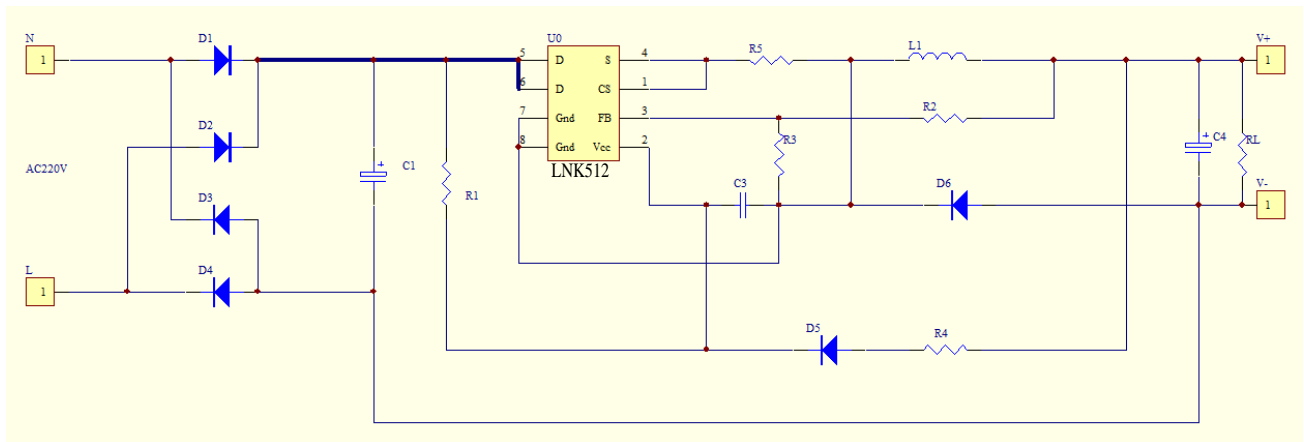 N
D1
U0
V+
1
5
D
S
4
R5
L1
1
6
D
CS
1
7
Gnd
FB
3
R2
D2
8
Gnd
Vcc
2
R3
C4
RL
LNK512
AC220V
+
C1
+
D3
R1
C3
D6
V-
1
L
D4
1
D5
R4